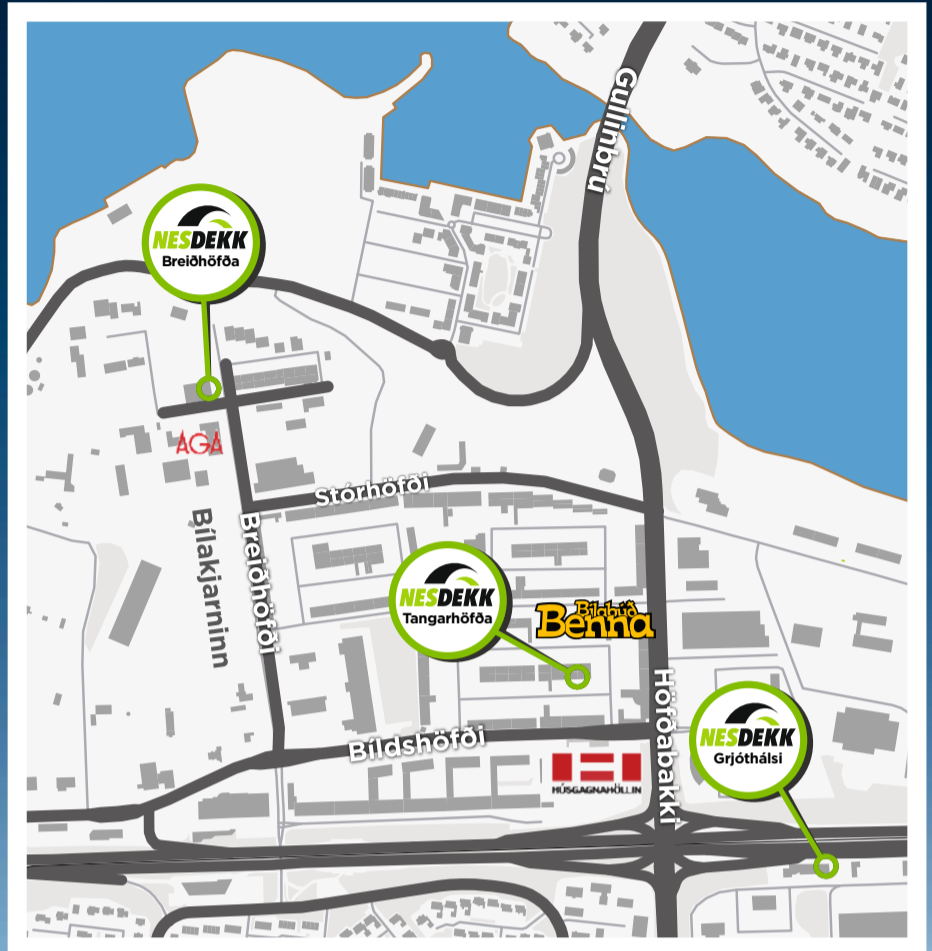 Gullinbrú
NESDEKK
Breiðhöfða
AGA
Stórhöfði
Bílakjarninn
Breiðhöfði
NESDEKK
Tangarhöfða
Bílabúð
Benna
Höfðabakki
NESDEKK
Grjóthálsi
Bíldshöfði
HÚSGAGNAHÖLLIN